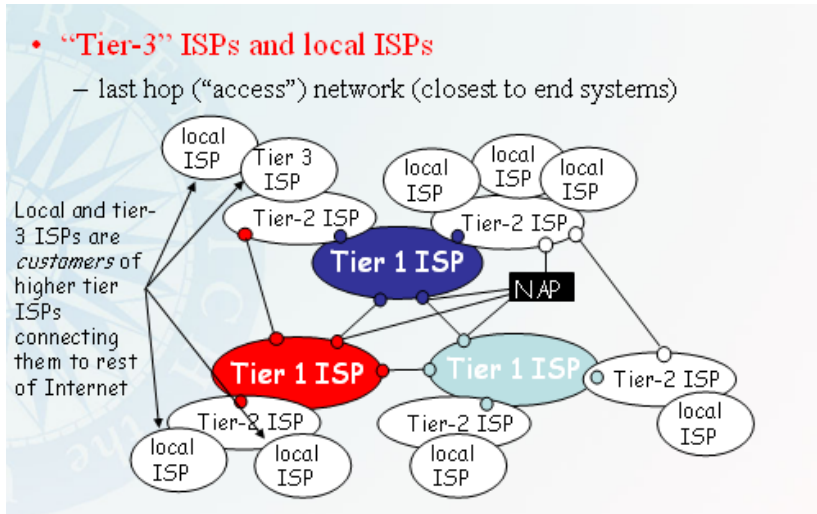 • “Tier-3” ISPs and local ISPs
– last hop (“access”) network (closest to end systems)
local
ISP
Tier 3
ISP
local
ISP
local
ISP
local
ISP
Local and tier-
3 ISPs are
customers of
higher tier
ISPs
connecting
them to rest
of Internet
Tier-2 ISP
Tier-2 ISP
Tier 1 ISP
NAP
Tier 1 ISP
Tier 1 ISP
Tier-2 ISP
Tier-2 ISP
Tier-2 ISP
local
ISP
local
ISP
local
ISP
local
ISP